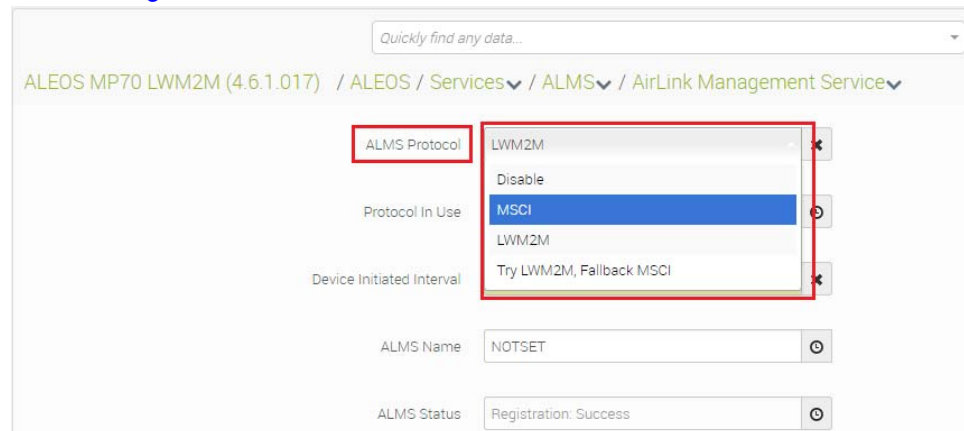 Quickly find any data...
ALEOS MP70 LWM2M (4.6.1.017) / ALEOS / Services / ALMS / AirLink Management Service
ALMS Protocol LWM2M
Disable
Protocol In Use MSCI
LWM2M
Try LWM2M, Fallback MSCI
Device Initiated Interval
ALMS Name NOTSET
ALMS Status Registration: Success